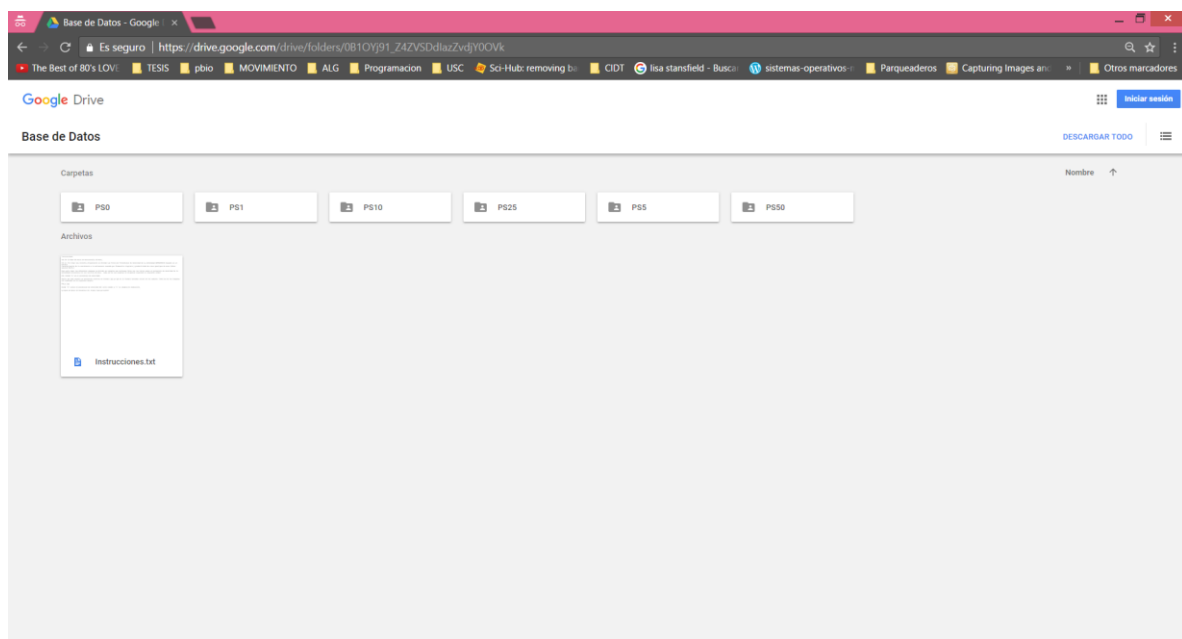 Base de Datos - Google
Es seguro | https://drive.google.com/drive/folders/0B1OYj91_Z4ZVSDdIazZvdjY0OVk
The Best of 80's LOVE TESIS pbio MOVIMIENTO ALG Programacion USC Sci-Hub: removing ba CIDT lisa stansfield - Busca sistemas-operativos- Parqueaderos Capturing Images and » Otros marcadores
Google Drive
Iniciar sesión
Base de Datos
DESCARGAR TODO
Carpetas
Nombre
PS0 PS1 PS10 PS25 PS5 PS50
Archivos
Instrucciones.txt